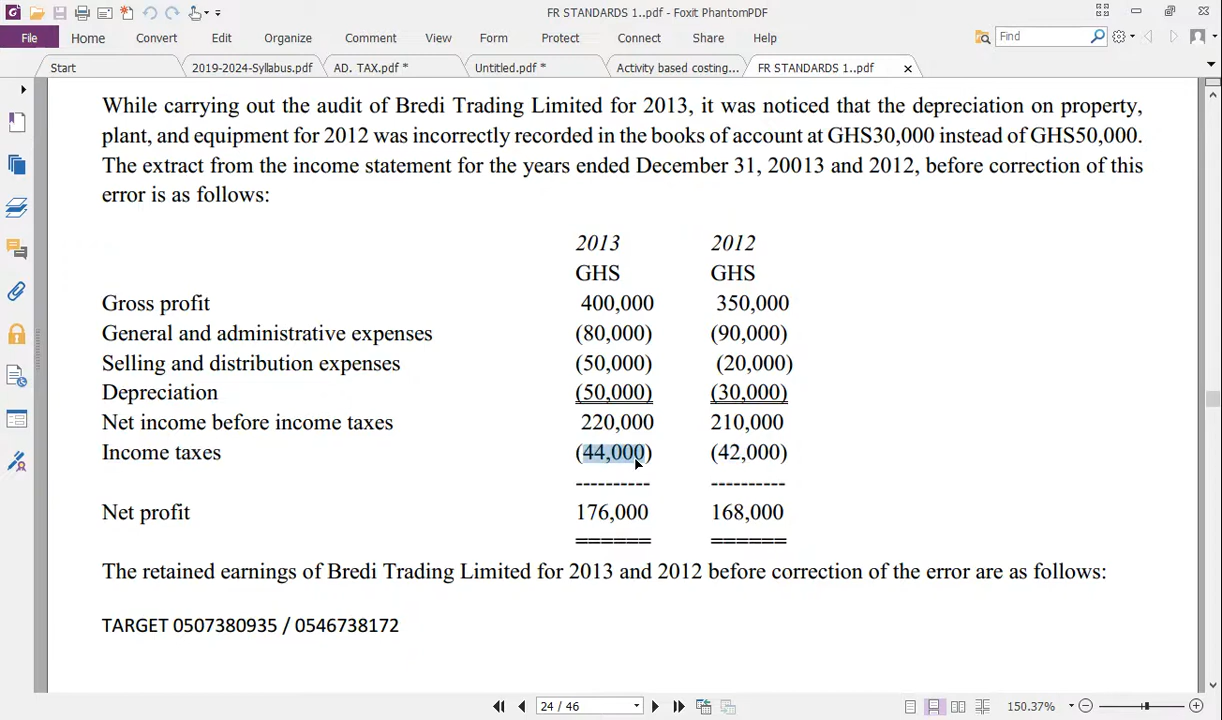 FR STANDARDS 1..pdf - Foxit PhantomPDF
File Home Convert Edit Organize Comment View Form Protect Connect Share Help Find
Start 2019-2024-Syllabus.pdf AD. TAX.pdf * Untitled.pdf * Activity based costing... FR STANDARDS 1..pdf
While carrying out the audit of Bredi Trading Limited for 2013, it was noticed that the depreciation on property,
plant, and equipment for 2012 was incorrectly recorded in the books of account at GHS30,000 instead of GHS50,000.
The extract from the income statement for the years ended December 31, 20013 and 2012, before correction of this
error is as follows:
2013 2012
GHS GHS
Gross profit 400,000 350,000
General and administrative expenses (80,000) (90,000)
Selling and distribution expenses (50,000) (20,000)
Depreciation (50,000) (30,000)
Net income before income taxes 220,000 210,000
Income taxes (44,000) (42,000)
---------- ----------
Net profit 176,000 168,000
====== ======
The retained earnings of Bredi Trading Limited for 2013 and 2012 before correction of the error are as follows:
TARGET 0507380935 / 0546738172
24 / 46 150.37%